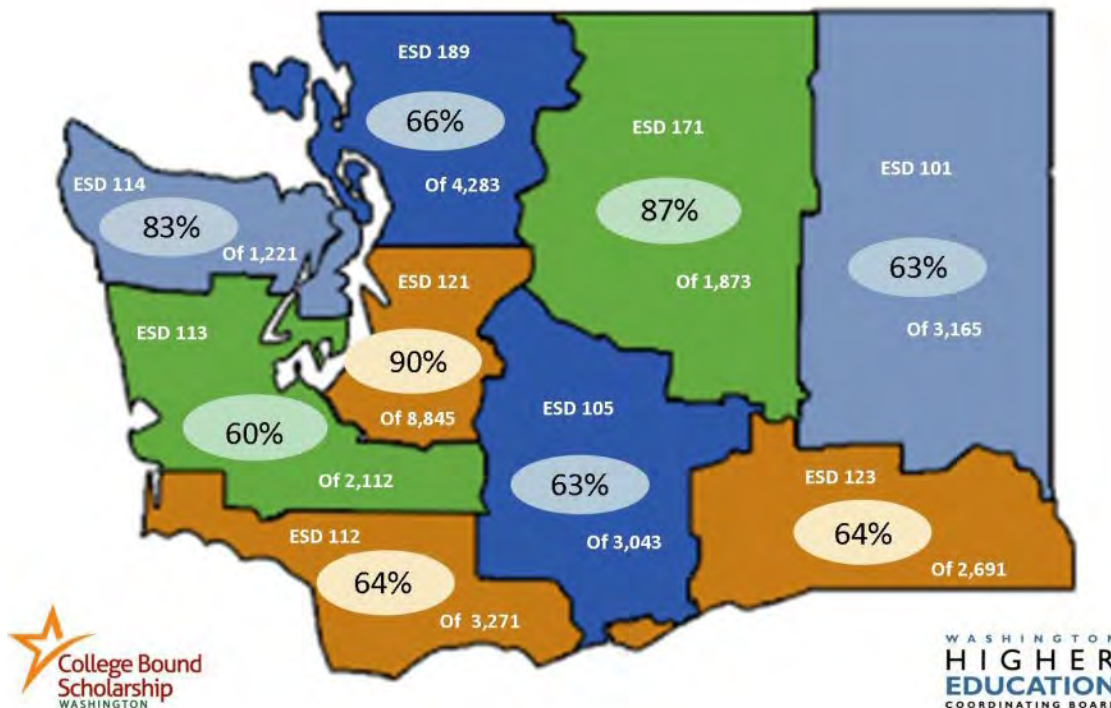 ESD 189
66%
Of 4,283
ESD 171
87%
Of 1,873
ESD 101
63%
Of 3,165
ESD 114
83%
Of 1,221
ESD 121
90%
Of 8,845
ESD 113
60%
Of 2,112
ESD 105
63%
Of 3,043
ESD 123
64%
Of 2,691
ESD 112
64%
Of 3,271
College Bound
Scholarship
WASHINGTON
WASHINGTON
HIGHER
EDUCATION
COORDINATING BOARD